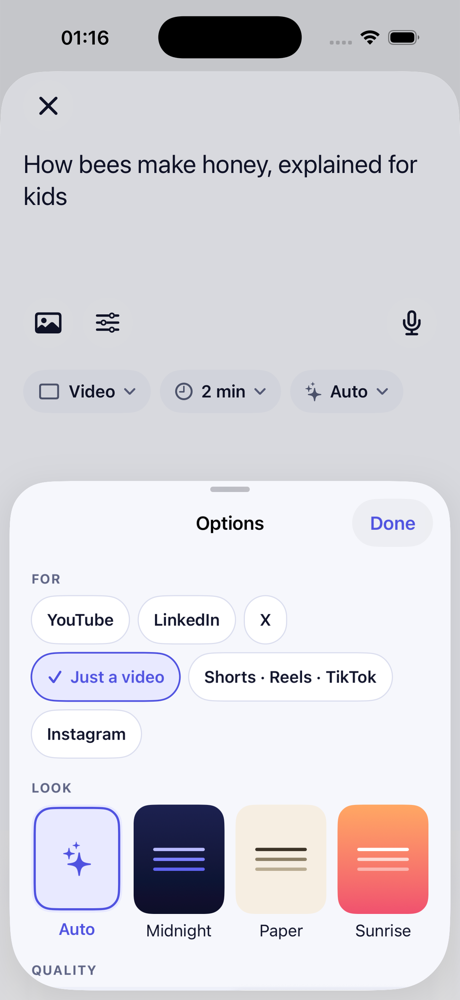 01:16
How bees make honey, explained for
kids
Video
2 min
Auto
Options
Done
FOR
YouTube
LinkedIn
X
Just a video
Shorts · Reels · TikTok
Instagram
LOOK
Auto
Midnight
Paper
Sunrise
QUALITY